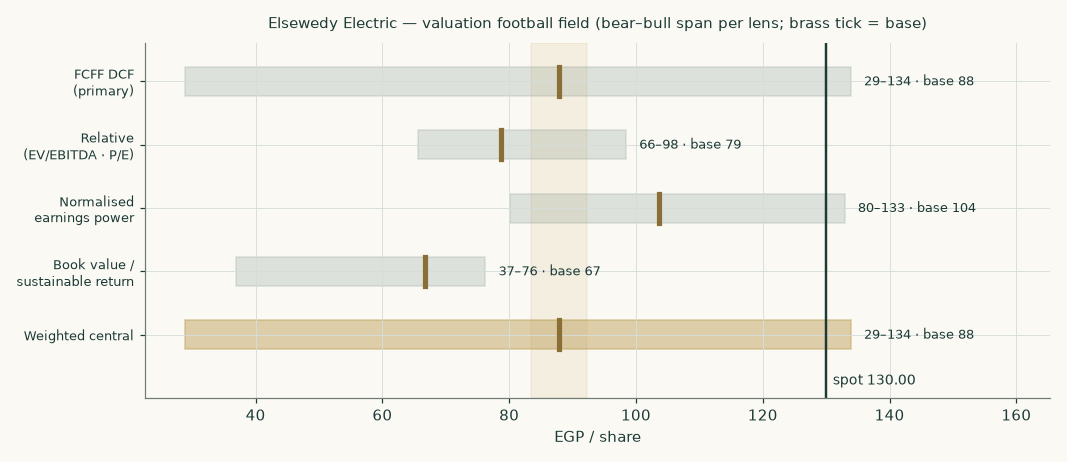 Elsewedy Electric — valuation football field (bear–bull span per lens; brass tick = base)
FCFF DCF
(primary)
29–134 · base 88
Relative
(EV/EBITDA · P/E)
66–98 · base 79
Normalised
earnings power
80–133 · base 104
Book value /
sustainable return
37–76 · base 67
Weighted central
29–134 · base 88
spot 130.00
40 60 80 100 120 140 160
EGP / share